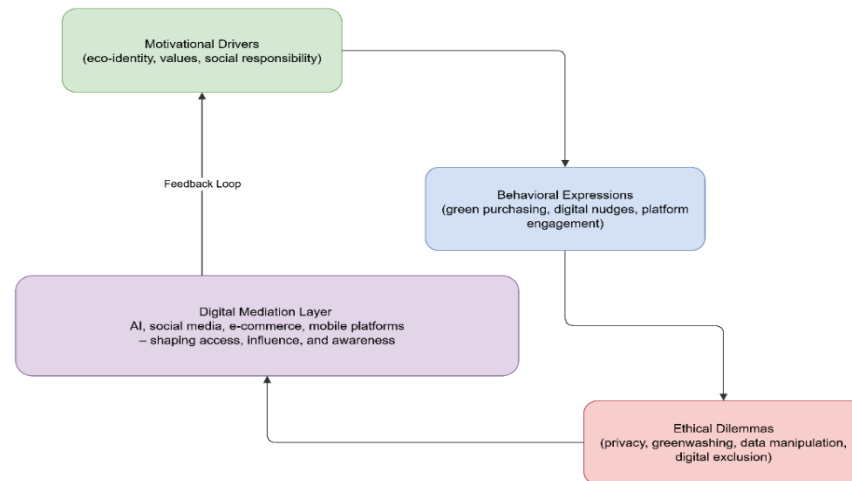 Motivational Drivers
(eco-identity, values, social responsibility)
Feedback Loop
Behavioral Expressions
(green purchasing, digital nudges, platform
engagement)
Digital Mediation Layer
AI, social media, e-commerce, mobile platforms
– shaping access, influence, and awareness
Ethical Dilemmas
(privacy, greenwashing, data manipulation,
digital exclusion)